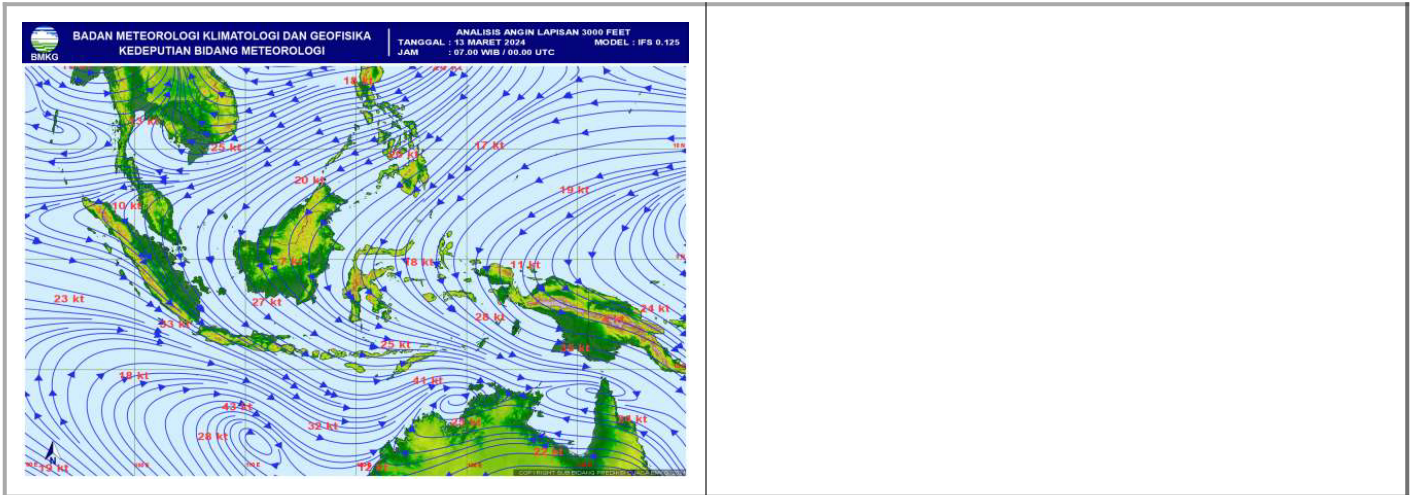 BADAN METEOROLOGI KLIMATOLOGI DAN GEOFISIKA
KEDEPUTIAN BIDANG METEOROLOGI
BMKG
ANALISIS ANGIN LAPISAN 3000 FEET
TANGGAL : 13 MARET 2024 MODEL : IFS 0.125
JAM : 07.00 WIB / 00.00 UTC
25 kt
17 kt
20 kt
19 kt
10 kt
7 kt
18 kt
11 kt
23 kt
27 kt
28 kt
24 kt
25 kt
18 kt
41 kt
43 kt
32 kt
28 kt
22 kt
19 kt
12 kt
N